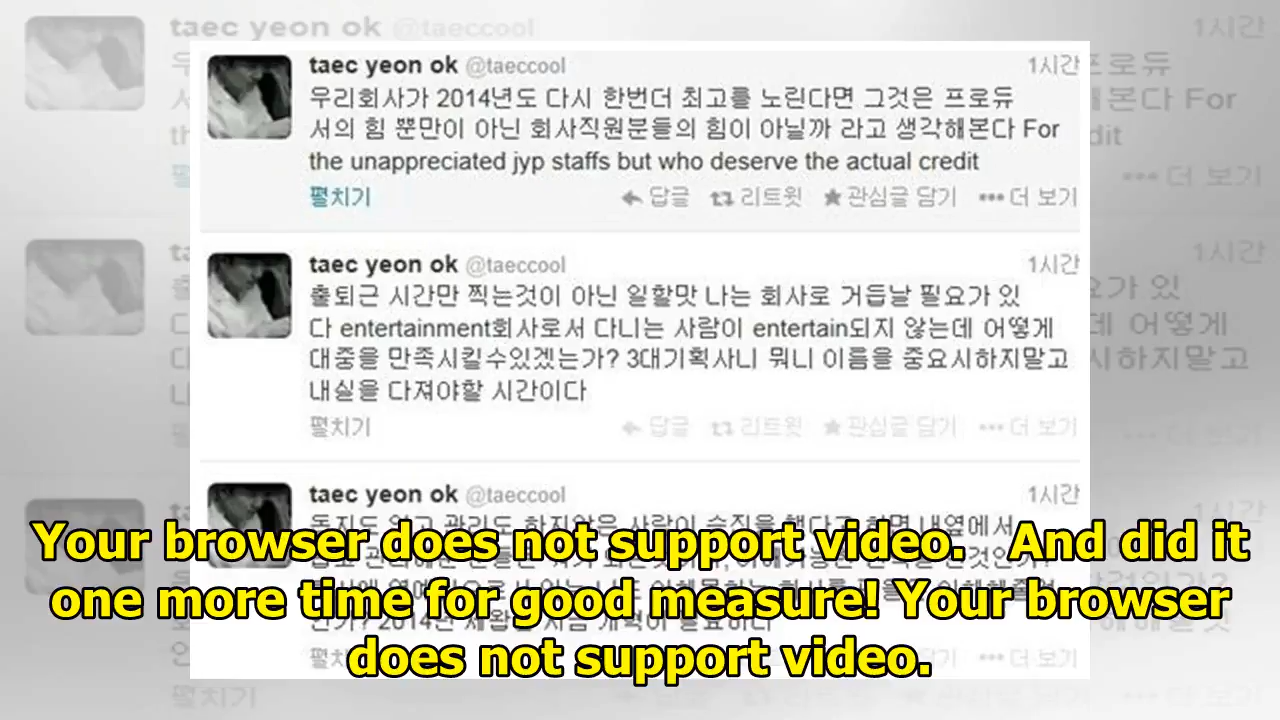 taec yeon ok @taeccool 1시간
우리회사가 2014년도 다시 한번더 최고를 노린다면 그것은 프로듀
서의 힘 뿐만이 아닌 회사직원분들의 힘이 아닐까 라고 생각해본다 For
the unappreciated jyp staffs but who deserve the actual credit
펼치기 답글 리트윗 관심글 담기 더 보기
taec yeon ok @taeccool 1시간
출퇴근 시간만 찍는것이 아닌 일할맛 나는 회사로 거듭날 필요가 있
다 entertainment회사로서 다니는 사람이 entertain되지 않는데 어떻게
대중을 만족시킬수있겠는가? 3대기획사니 뭐니 이름을 중요시하지말고
내실을 다져야할 시간이다
펼치기 답글 리트윗 관심글 담기 더 보기
taec yeon ok @taeccool 1시간
Your browser does not support video. And did it
one more time for good measure! Your browser
does not support video.